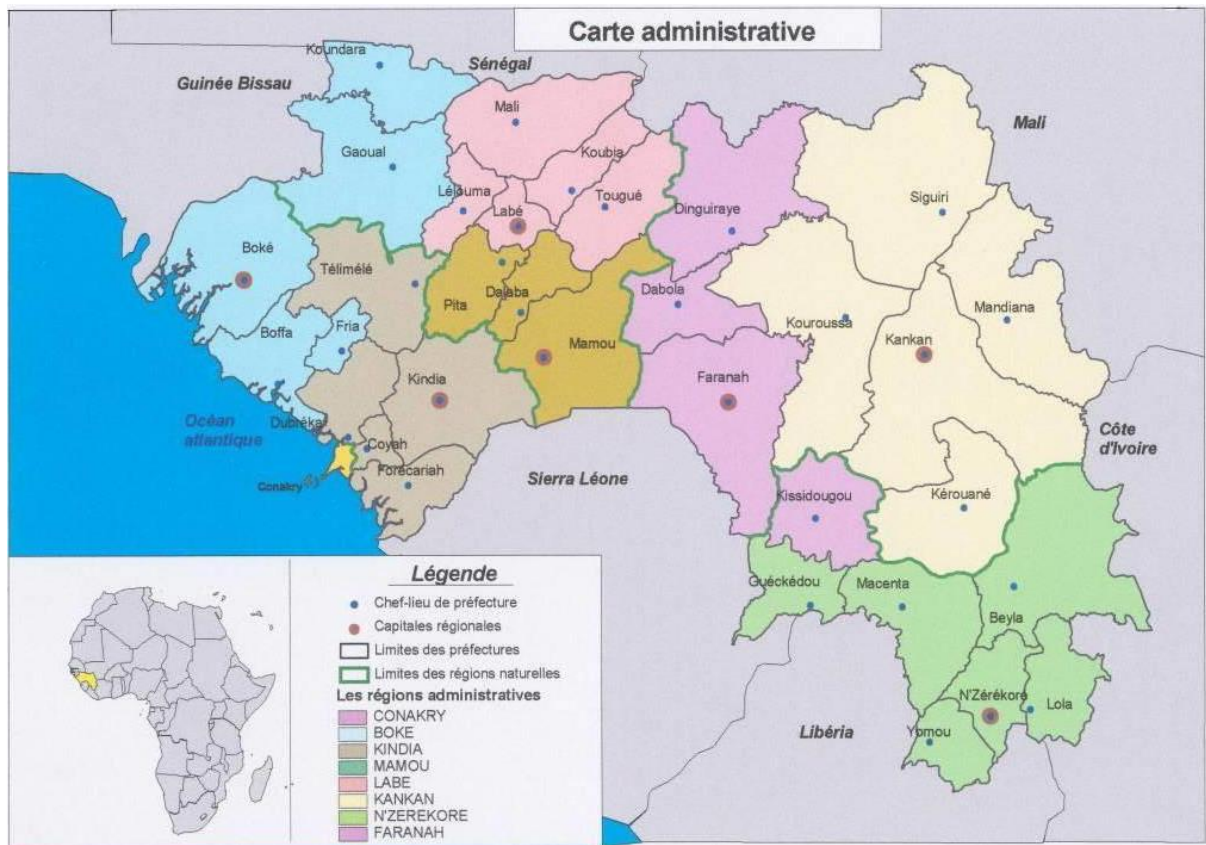 Carte administrative
Koundara
Sénégal
Guinée Bissau
Mali
Mali
Gaoual
Koubia
Lélouma
Tougué
Labé
Dinguiraye
Siguiri
Boké
Télimélé
Pita
Dalaba
Dabola
Mandiana
Boffa
Fria
Mamou
Kouroussa
Kankan
Kindia
Faranah
Océan
atlantique
Dubréka
Coyah
Côte
d'Ivoire
Forécariah
Conakry
Sierra Léone
Kissidougou
Kérouané
Guéckédou
Macenta
Beyla
N'Zérékoré
Lola
Yomou
Libéria
Légende
Chef-lieu de préfecture
Capitales régionales
Limites des préfectures
Limites des régions naturelles
Les régions administratives
CONAKRY
BOKE
KINDIA
MAMOU
LABE
KANKAN
N'ZEREKORE
FARANAH